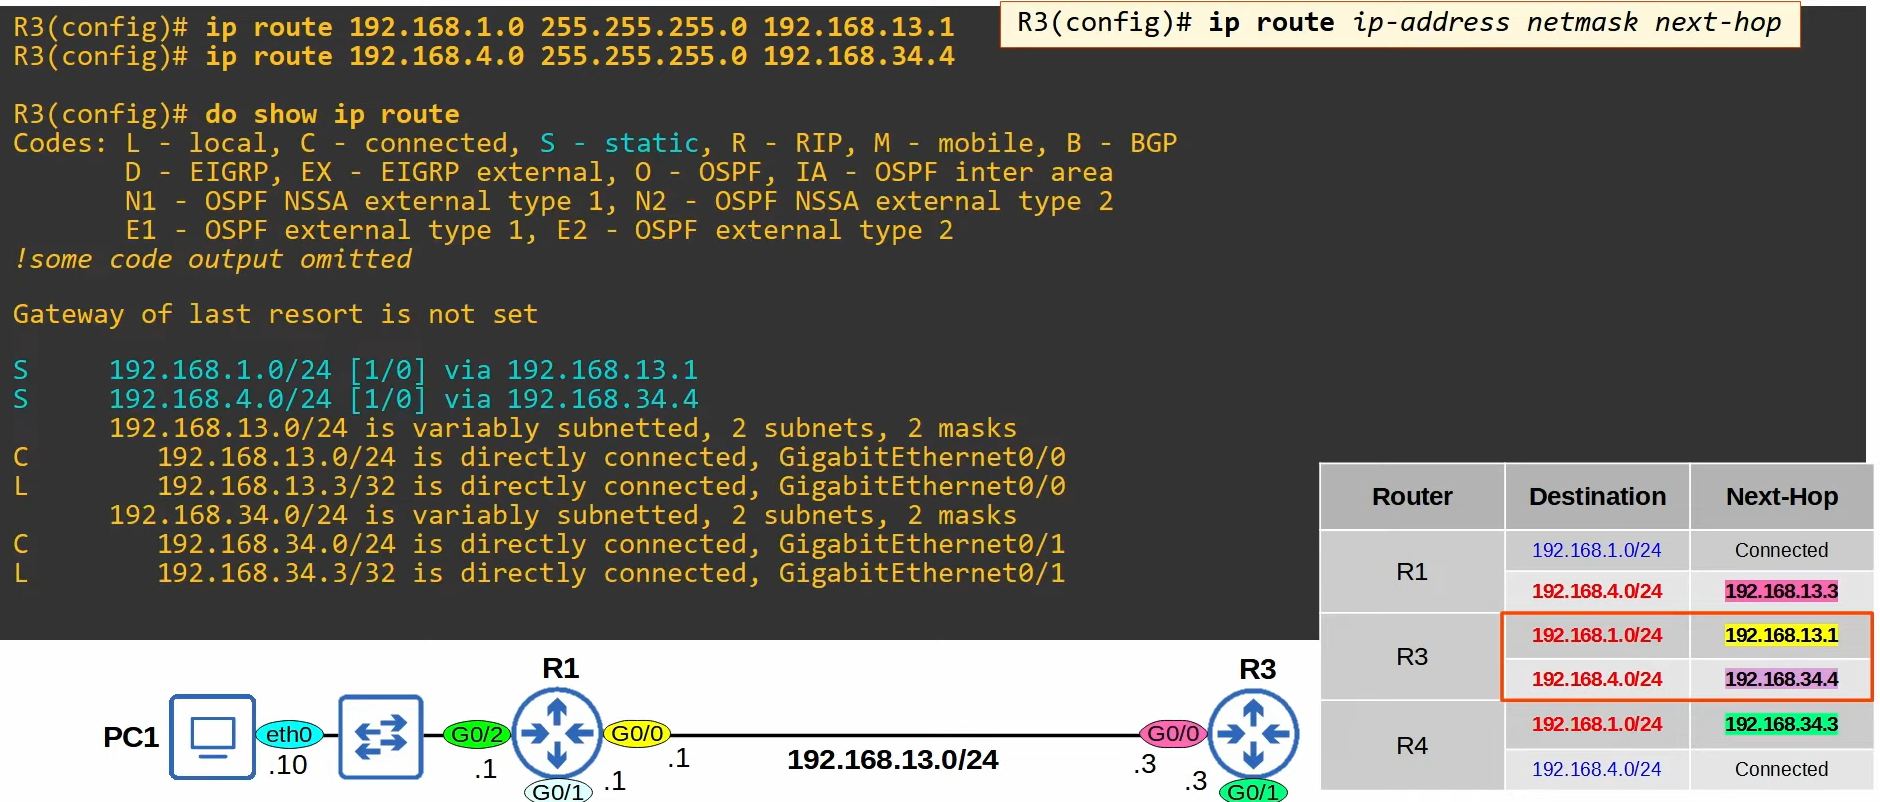 R3(config)# ip route 192.168.1.0 255.255.255.0 192.168.13.1
R3(config)# ip route 192.168.4.0 255.255.255.0 192.168.34.4
R3(config)# ip route ip-address netmask next-hop
R3(config)# do show ip route
Codes: L - local, C - connected, S - static, R - RIP, M - mobile, B - BGP
D - EIGRP, EX - EIGRP external, O - OSPF, IA - OSPF inter area
N1 - OSPF NSSA external type 1, N2 - OSPF NSSA external type 2
E1 - OSPF external type 1, E2 - OSPF external type 2
!some code output omitted
Gateway of last resort is not set
S 192.168.1.0/24 [1/0] via 192.168.13.1
S 192.168.4.0/24 [1/0] via 192.168.34.4
192.168.13.0/24 is variably subnetted, 2 subnets, 2 masks
C 192.168.13.0/24 is directly connected, GigabitEthernet0/0
L 192.168.13.3/32 is directly connected, GigabitEthernet0/0
192.168.34.0/24 is variably subnetted, 2 subnets, 2 masks
C 192.168.34.0/24 is directly connected, GigabitEthernet0/1
L 192.168.34.3/32 is directly connected, GigabitEthernet0/1
Router Destination Next-Hop
R1
192.168.1.0/24 Connected
192.168.4.0/24 192.168.13.3
R3
192.168.1.0/24 192.168.13.1
192.168.4.0/24 192.168.34.4
R4
192.168.1.0/24 192.168.34.3
192.168.4.0/24 Connected
R1
R3
PC1
eth0
G0/2
G0/0
192.168.13.0/24
G0/0
.10
.1
.1
.1
.3
.3
G0/1
G0/1